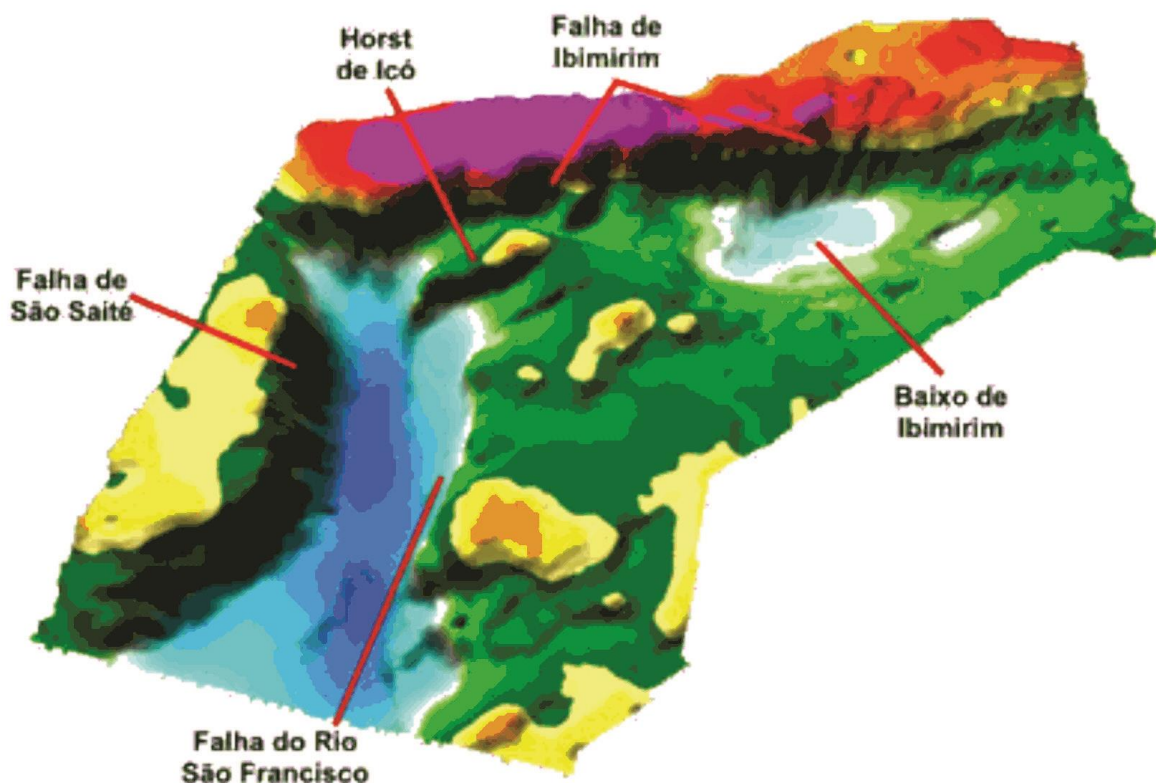 Horst
de Icó
Falha de
Ibimirim
Falha de
São Saité
Baixo de
Ibimirim
Falha do Rio
São Francisco